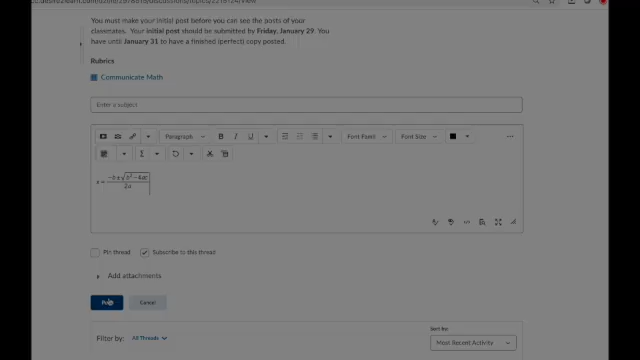 You must make your initial post before you can see the posts of your
classmates. Your initial post should be submitted by Friday, January 29. You
have until January 31 to have a finished (perfect) copy posted.
Rubrics
Communicate Math
Enter a subject
Paragraph B I U Font Family Font Size
x = −b ± √b² − 4ac
2a
Pin thread Subscribe to this thread
Add attachments
Post Cancel
Sort by:
Filter by: All Threads Most Recent Activity